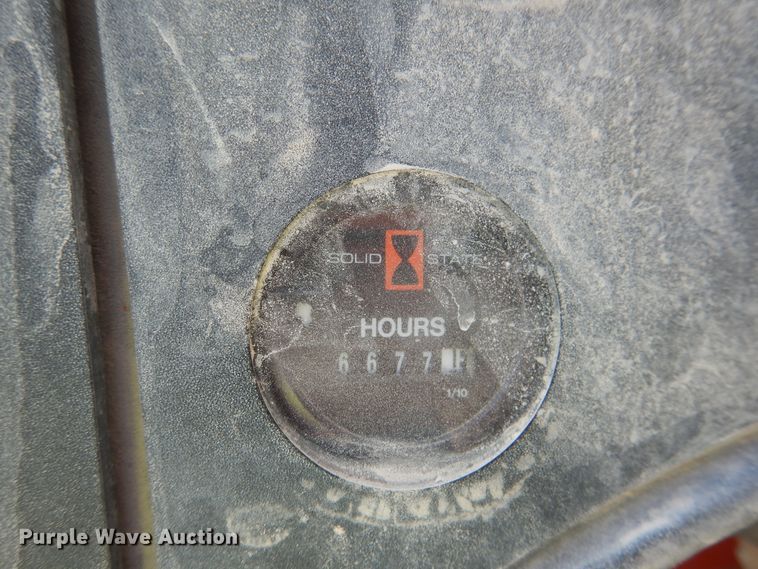 SOLID STATE
HOURS
6677
1/10
Purple Wave Auction